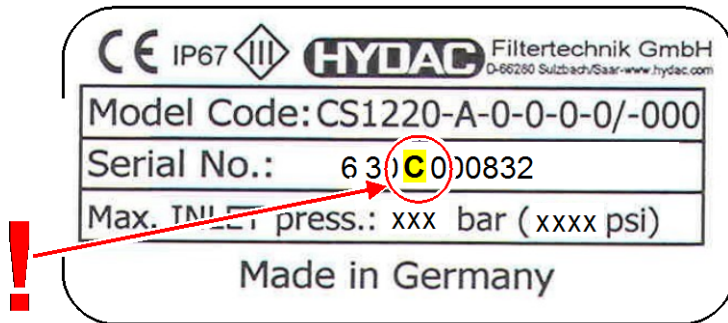 CE IP67 III HYDAC Filtertechnik GmbH
D-66280 Sulzbach/Saar-www.hydac.com
Model Code: CS1220-A-0-0-0-0/-000
Serial No.: 630C000832
Max. INLET press.: xxx bar (xxxx psi)
Made in Germany
!